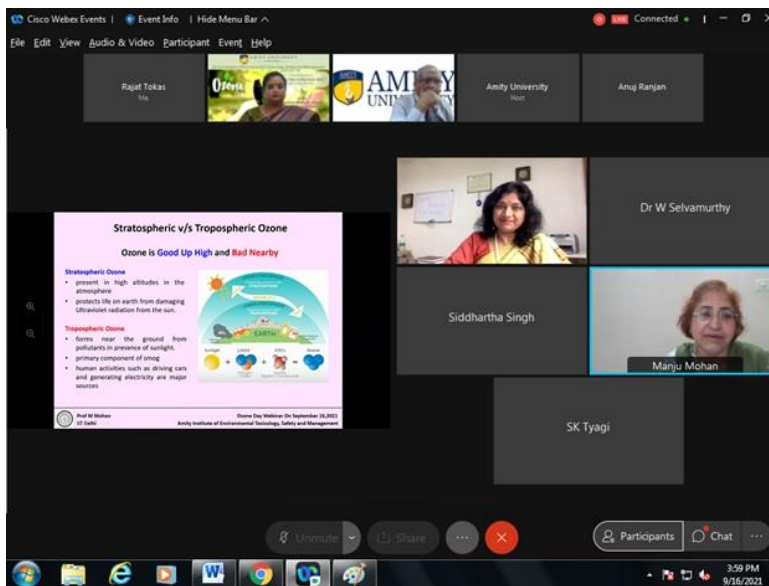 Cisco Webex Events
Event Info
Hide Menu Bar
LIVE
Connected
File Edit View Audio & Video Participant Event Help
Rajat Tokas
Me
Ozone
AMITY
UNIVERSITY
Amity University
Host
Anuj Ranjan
Dr W Selvamurthy
Siddhartha Singh
Manju Mohan
SK Tyagi
Stratospheric v/s Tropospheric Ozone
Ozone is Good Up High and Bad Nearby
Stratospheric Ozone
• present in high altitudes in the
atmosphere
• protects life on earth from damaging
Ultraviolet radiation from the sun.
Tropospheric Ozone
• forms near the ground from
pollutants in presence of sunlight.
• primary component of smog
• human activities such as driving cars
and generating electricity are major
sources
EARTH
Sunlight
Ozone
Prof M Mohan
IIT Delhi
Ozone Day Webinar On September 16,2021
Amity Institute of Environmental Toxicology, Safety and Management
Unmute
Share
Participants
Chat
3:59 PM
9/16/2021